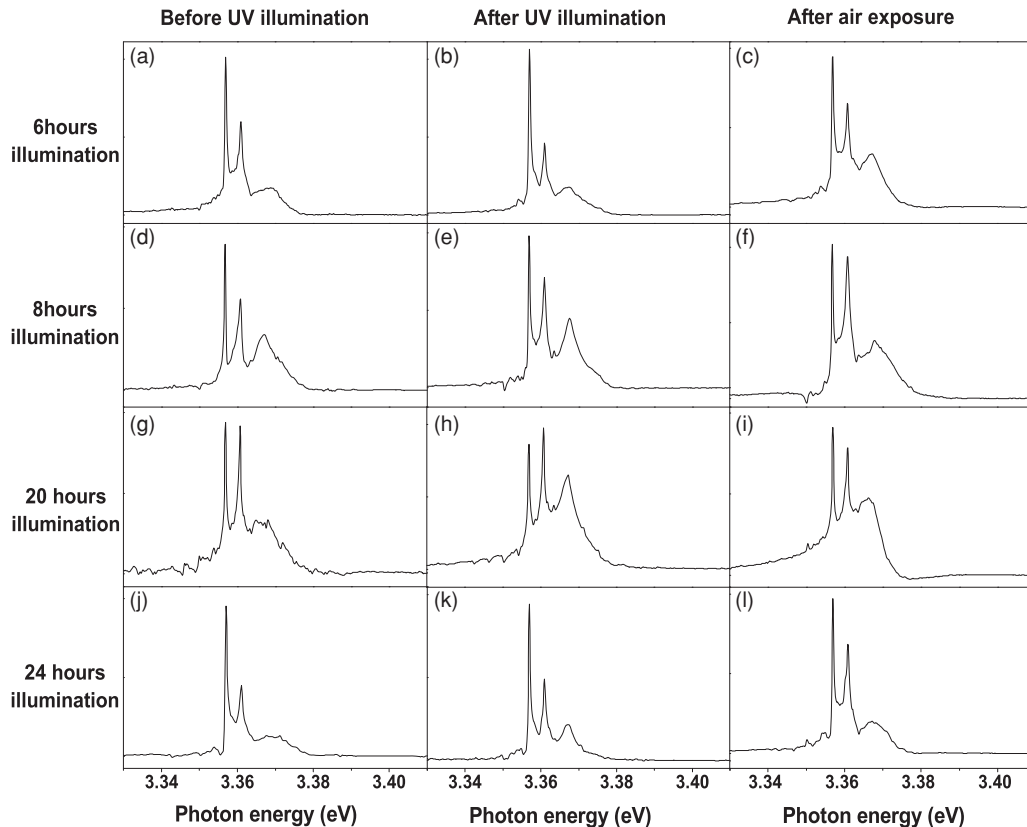 Before UV illumination After UV illumination After air exposure
(a) (b) (c)
6hours
illumination
(d) (e) (f)
8hours
illumination
(g) (h) (i)
20 hours
illumination
(j) (k) (l)
24 hours
illumination
3.34 3.36 3.38 3.40 3.34 3.36 3.38 3.40 3.34 3.36 3.38 3.40
Photon energy (eV) Photon energy (eV) Photon energy (eV)